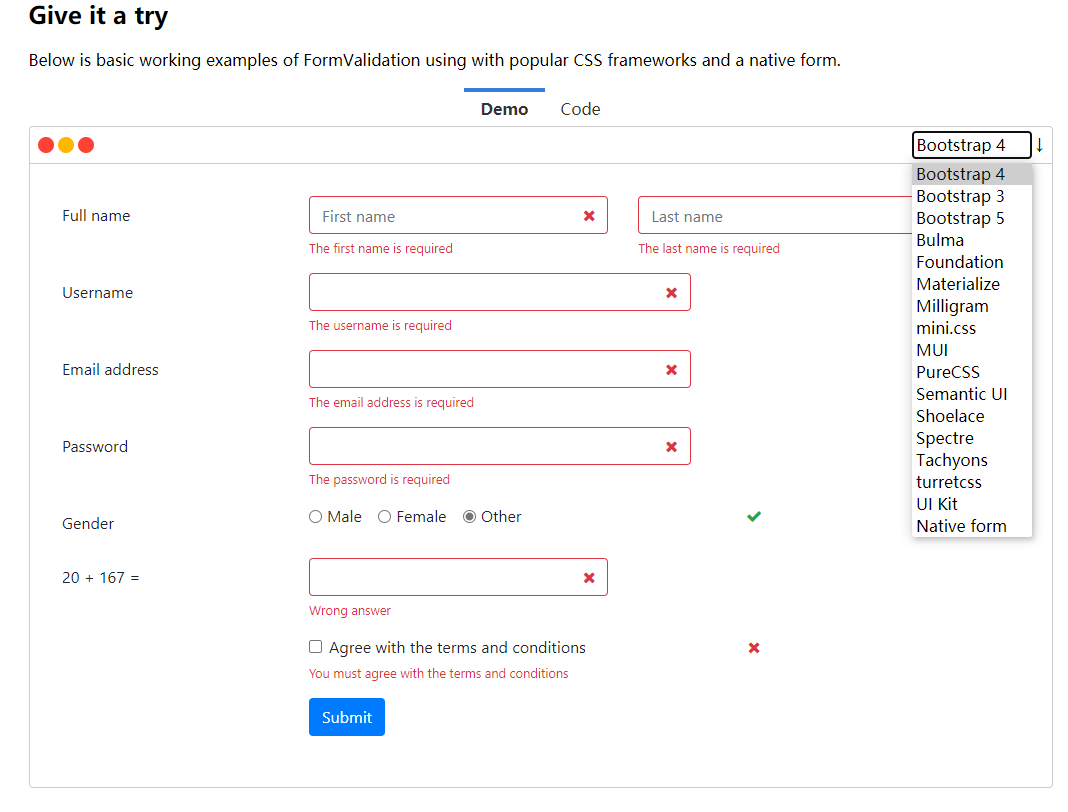 Give it a try
Below is basic working examples of FormValidation using with popular CSS frameworks and a native form.
Demo Code
Bootstrap 4 ↓
Bootstrap 4
Bootstrap 3
Bootstrap 5
Bulma
Foundation
Materialize
Milligram
mini.css
MUI
PureCSS
Semantic UI
Shoelace
Spectre
Tachyons
turretcss
UI Kit
Native form
Full name First name Last name
The first name is required The last name is required
Username
The username is required
Email address
The email address is required
Password
The password is required
Gender Male Female Other
20 + 167 =
Wrong answer
Agree with the terms and conditions
You must agree with the terms and conditions
Submit